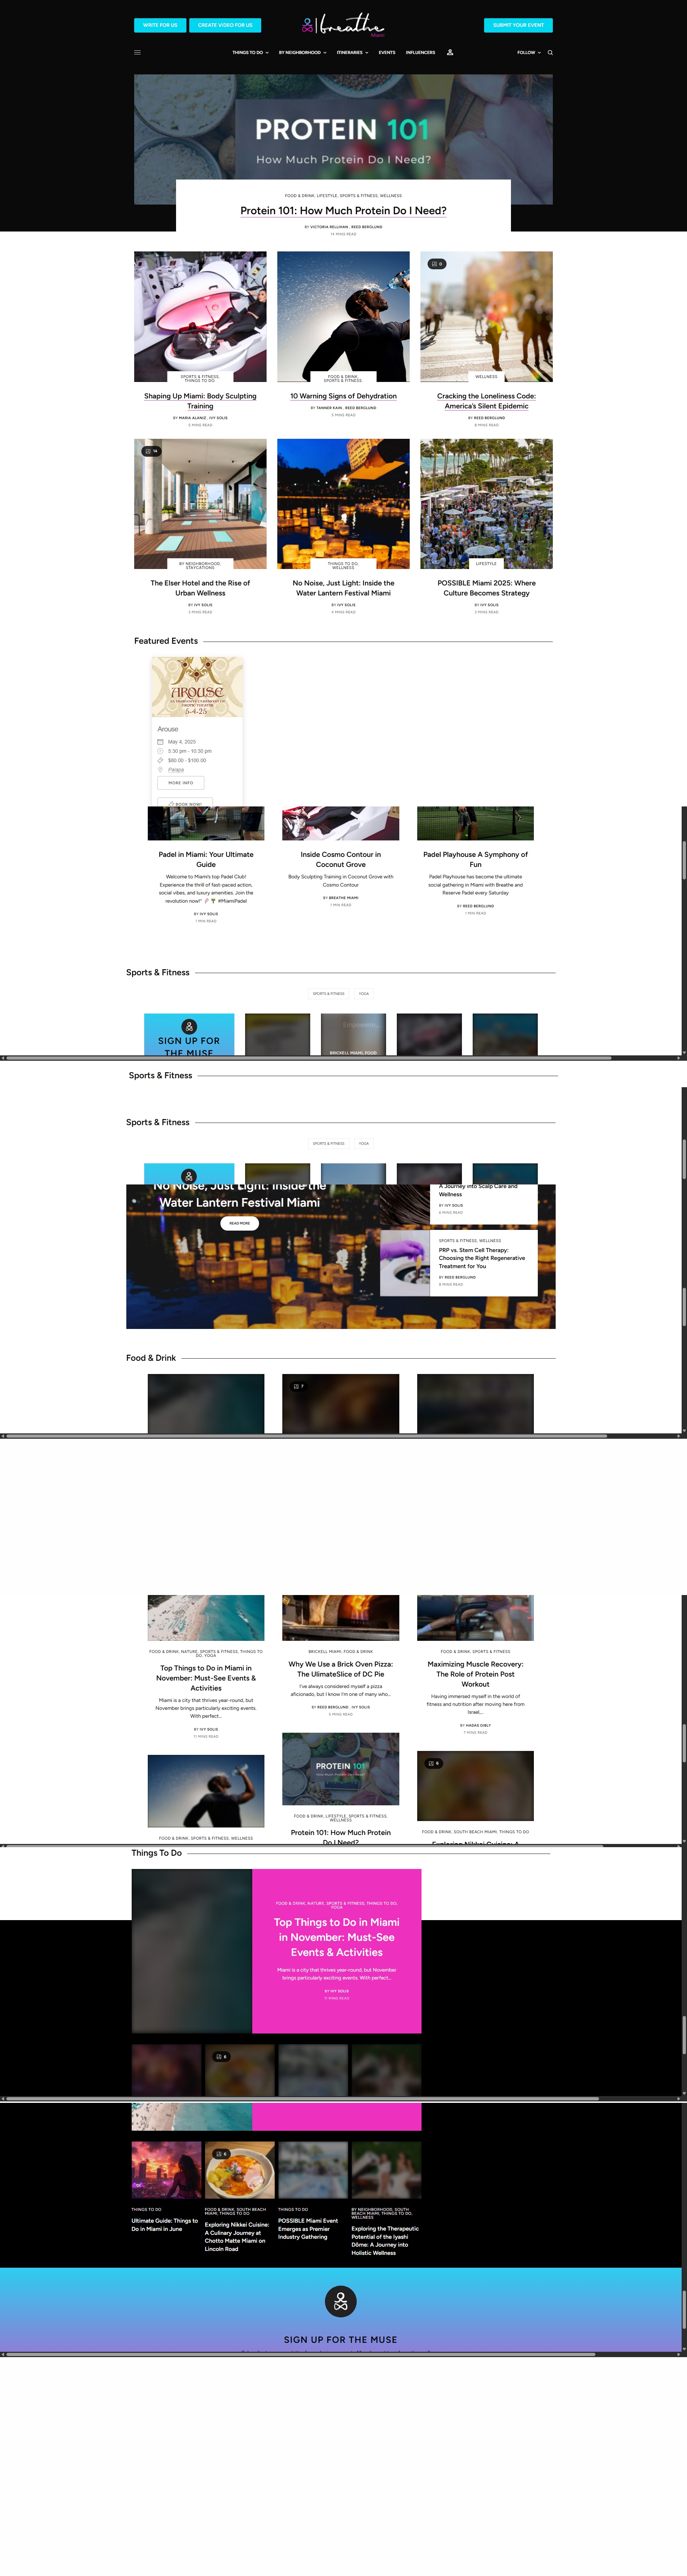 WRITE FOR US
CREATE VIDEO FOR US
breathe
Miami
SUBMIT YOUR EVENT
THINGS TO DO
BY NEIGHBORHOOD
ITINERARIES
EVENTS
INFLUENCERS
FOLLOW
PROTEIN 101
How Much Protein Do I Need?
FOOD & DRINK, LIFESTYLE, SPORTS & FITNESS, WELLNESS
Protein 101: How Much Protein Do I Need?
BY VICTORIA BELLIVAN , REED BERGLUND
14 MINS READ
0
SPORTS & FITNESS,
THINGS TO DO
Shaping Up Miami: Body Sculpting
Training
BY MARIA ALANIZ , IVY SOLIS
5 MINS READ
FOOD & DRINK,
SPORTS & FITNESS
10 Warning Signs of Dehydration
BY TANNER KAIN , REED BERGLUND
5 MINS READ
WELLNESS
Cracking the Loneliness Code:
America's Silent Epidemic
BY REED BERGLUND
8 MINS READ
14
BY NEIGHBORHOOD,
STAYCATIONS
The Elser Hotel and the Rise of
Urban Wellness
BY IVY SOLIS
3 MINS READ
THINGS TO DO,
WELLNESS
No Noise, Just Light: Inside the
Water Lantern Festival Miami
BY IVY SOLIS
4 MINS READ
LIFESTYLE
POSSIBLE Miami 2025: Where
Culture Becomes Strategy
BY IVY SOLIS
3 MINS READ
Featured Events
AROUSE
5-4-25
Arouse
May 4, 2025
5:30 pm - 10:30 pm
$80.00 - $100.00
Paispa
MORE INFO
BOOK NOW!
Padel in Miami: Your Ultimate
Guide
Welcome to Miami's top Padel Club!
Experience the thrill of fast-paced action,
social vibes, and luxury amenities. Join the
revolution now!" #MiamiPadel
BY IVY SOLIS
1 MIN READ
Inside Cosmo Contour in
Coconut Grove
Body Sculpting Training in Coconut Grove with
Cosmo Contour
BY BREATHE MIAMI
1 MIN READ
Padel Playhouse A Symphony of
Fun
Padel Playhouse has become the ultimate
social gathering in Miami with Breathe and
Reserve Padel every Saturday
BY REED BERGLUND
1 MIN READ
Sports & Fitness
SPORTS & FITNESS
YOGA
SIGN UP FOR
THE MUSE
BRICKELL MIAMI, FOOD
Sports & Fitness
Sports & Fitness
SPORTS & FITNESS
YOGA
No Noise, Just Light: Inside the
Water Lantern Festival Miami
READ MORE
A Journey into Scalp Care and
Wellness
BY IVY SOLIS
6 MINS READ
SPORTS & FITNESS, WELLNESS
PRP vs. Stem Cell Therapy:
Choosing the Right Regenerative
Treatment for You
BY REED BERGLUND
8 MINS READ
Food & Drink
7
FOOD & DRINK, NATURE, SPORTS & FITNESS, THINGS TO
DO, YOGA
Top Things to Do in Miami in
November: Must-See Events &
Activities
Miami is a city that thrives year-round, but
November brings particularly exciting events.
With perfect...
BY IVY SOLIS
11 MINS READ
BRICKELL MIAMI, FOOD & DRINK
Why We Use a Brick Oven Pizza:
The UlimateSlice of DC Pie
I've always considered myself a pizza
aficionado, but I know I'm one of many who...
BY REED BERGLUND , IVY SOLIS
5 MINS READ
FOOD & DRINK, SPORTS & FITNESS
Maximizing Muscle Recovery:
The Role of Protein Post
Workout
Having immersed myself in the world of
fitness and nutrition after moving here from
Israel,...
BY HADAS GIBLY
7 MINS READ
PROTEIN 101
How Much Protein Do I Need?
6
FOOD & DRINK, SPORTS & FITNESS, WELLNESS
FOOD & DRINK, LIFESTYLE, SPORTS & FITNESS,
WELLNESS
Protein 101: How Much Protein
Do I Need?
FOOD & DRINK, SOUTH BEACH MIAMI, THINGS TO DO
Exploring Nikkei Cuisine: A
Things To Do
FOOD & DRINK, NATURE, SPORTS & FITNESS, THINGS TO DO,
YOGA
Top Things to Do in Miami
in November: Must-See
Events & Activities
Miami is a city that thrives year-round, but November
brings particularly exciting events. With perfect...
BY IVY SOLIS
11 MINS READ
6
6
THINGS TO DO
Ultimate Guide: Things to
Do in Miami in June
FOOD & DRINK, SOUTH BEACH
MIAMI, THINGS TO DO
Exploring Nikkei Cuisine:
A Culinary Journey at
Chotto Matte Miami on
Lincoln Road
THINGS TO DO
POSSIBLE Miami Event
Emerges as Premier
Industry Gathering
BY NEIGHBORHOOD, SOUTH
BEACH MIAMI, THINGS TO DO,
WELLNESS
Exploring the Therapeutic
Potential of the Iyashi
Dôme: A Journey into
Holistic Wellness
SIGN UP FOR THE MUSE